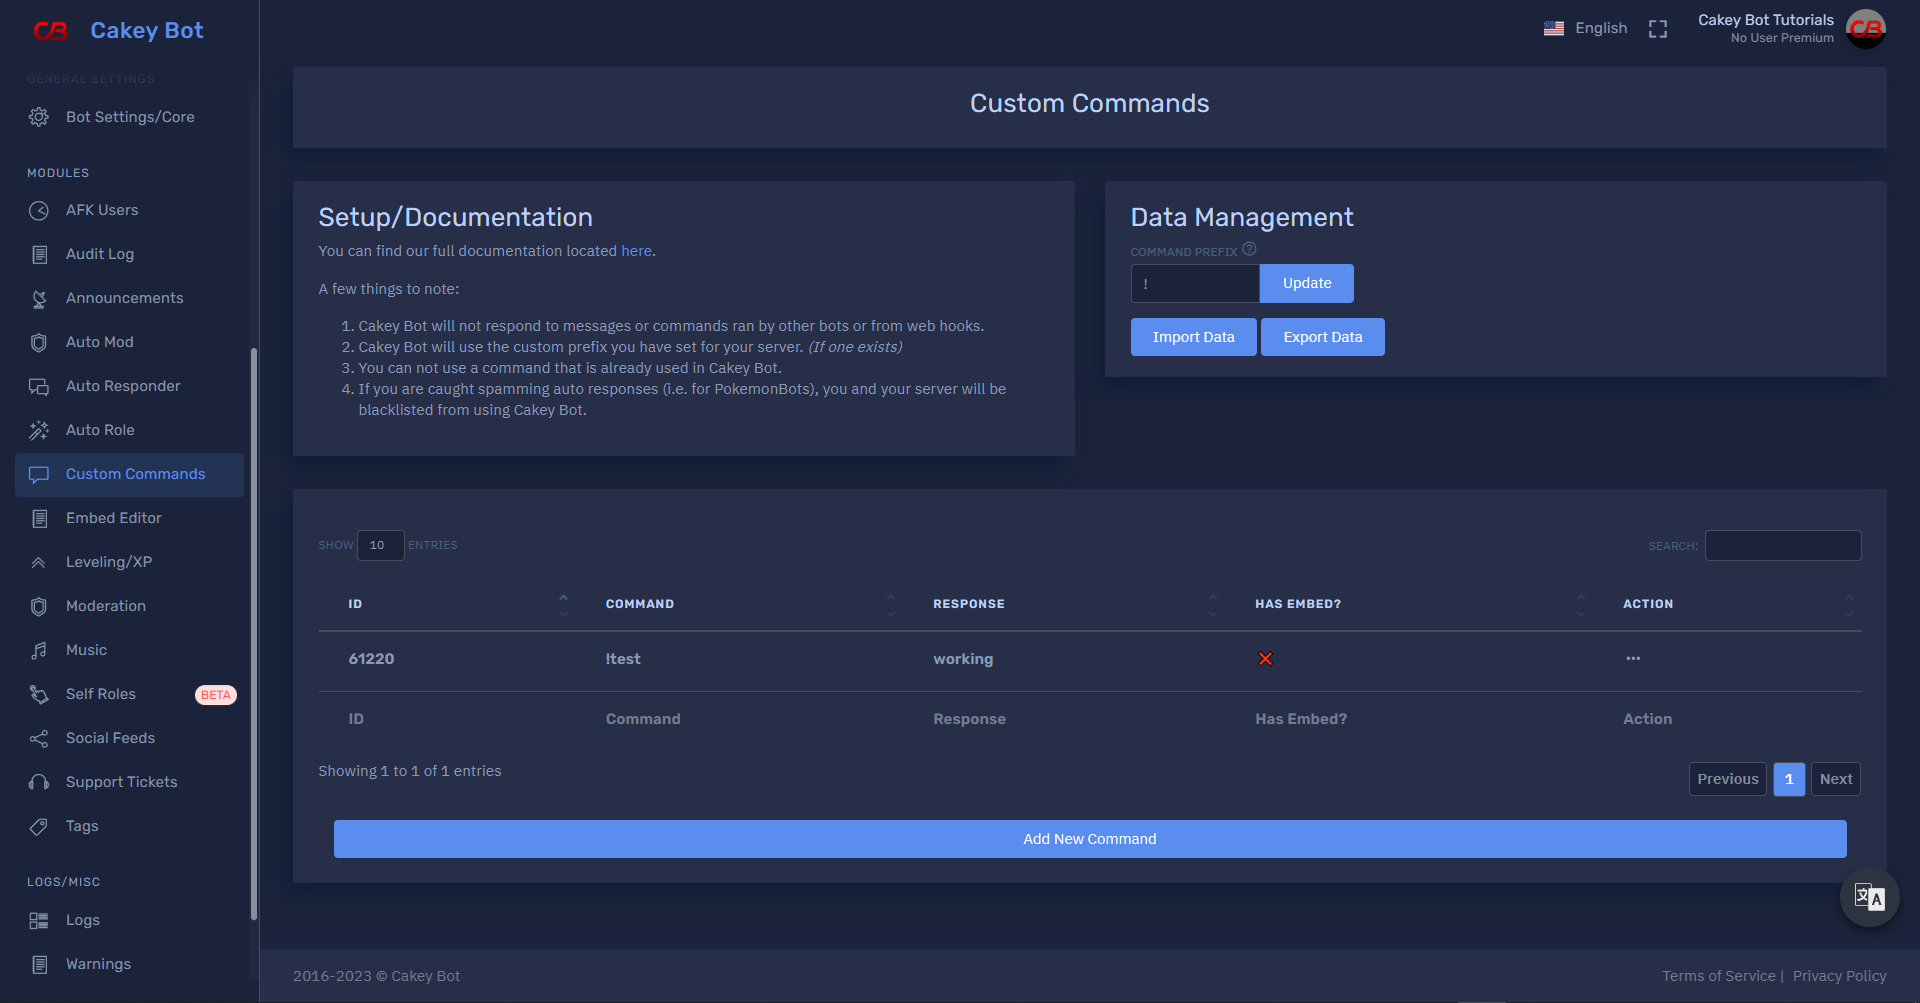 CB Cakey Bot
English
Cakey Bot Tutorials
No User Premium
CB
GENERAL SETTINGS
Bot Settings/Core
MODULES
AFK Users
Audit Log
Announcements
Auto Mod
Auto Responder
Auto Role
Custom Commands
Embed Editor
Leveling/XP
Moderation
Music
Self Roles BETA
Social Feeds
Support Tickets
Tags
LOGS/MISC
Logs
Warnings
Custom Commands
Setup/Documentation
You can find our full documentation located here.
A few things to note:
1. Cakey Bot will not respond to messages or commands ran by other bots or from web hooks.
2. Cakey Bot will use the custom prefix you have set for your server. (If one exists)
3. You can not use a command that is already used in Cakey Bot.
4. If you are caught spamming auto responses (i.e. for PokemonBots), you and your server will be
blacklisted from using Cakey Bot.
Data Management
COMMAND PREFIX ?
! Update
Import Data Export Data
SHOW 10 ENTRIES SEARCH:
ID COMMAND RESPONSE HAS EMBED? ACTION
61220 !test working ❌ •••
ID Command Response Has Embed? Action
Showing 1 to 1 of 1 entries Previous 1 Next
Add New Command
文A
2016-2023 © Cakey Bot Terms of Service | Privacy Policy